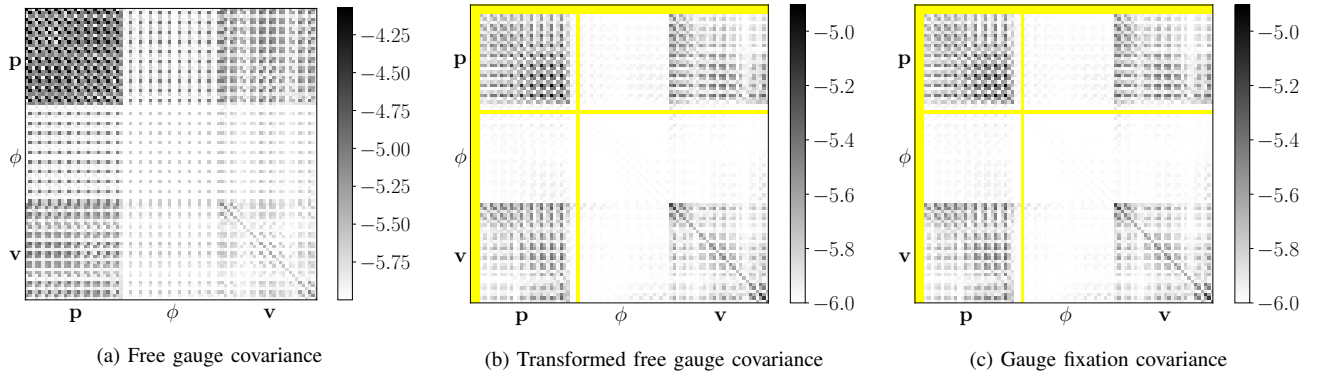 p
ϕ
v
p
ϕ
v
−4.25
−4.50
−4.75
−5.00
−5.25
−5.50
−5.75
(a) Free gauge covariance
p
ϕ
v
p
ϕ
v
−5.0
−5.2
−5.4
−5.6
−5.8
−6.0
(b) Transformed free gauge covariance
p
ϕ
v
p
ϕ
v
−5.0
−5.2
−5.4
−5.6
−5.8
−6.0
(c) Gauge fixation covariance